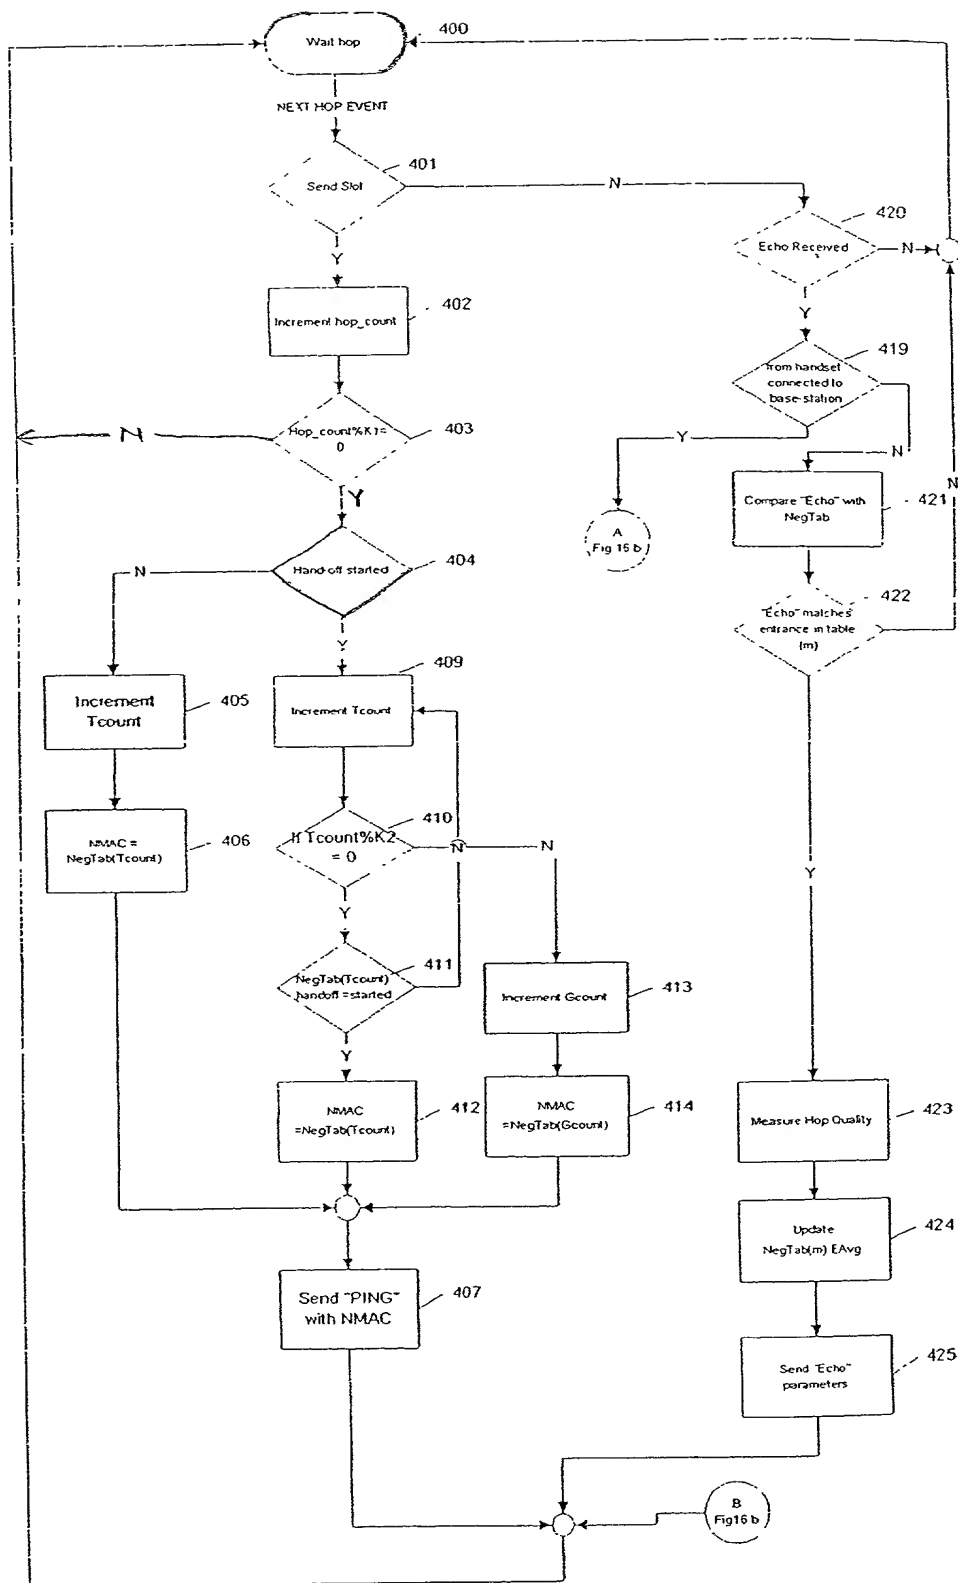 Wait hop
400
NEXT HOP EVENT
Send Slot
401
N
Y
Echo Received
420
N
Y
Increment hop_count
402
from handset
connected to
base-station
419
Y
N
Hop_count%K1=
0
403
N
Y
Compare "Echo" with
NegTab
421
A
Fig 16 b
N
Hand-off started
404
N
Y
"Echo" matches
entrance in table
(m)
422
Increment
Tcount
405
Increment Tcount
409
NMAC =
NegTab(Tcount)
406
If Tcount%K2
= 0
410
N
N
Y
Y
NegTab(Tcount)
handoff=started
411
Y
Increment Gcount
413
NMAC
=NegTab(Tcount)
412
NMAC
=NegTab(Gcount)
414
Measure Hop Quality
423
Update
NegTab(m) EAvg
424
Send "PING"
with NMAC
407
Send "Echo"
parameters
425
B
Fig16 b